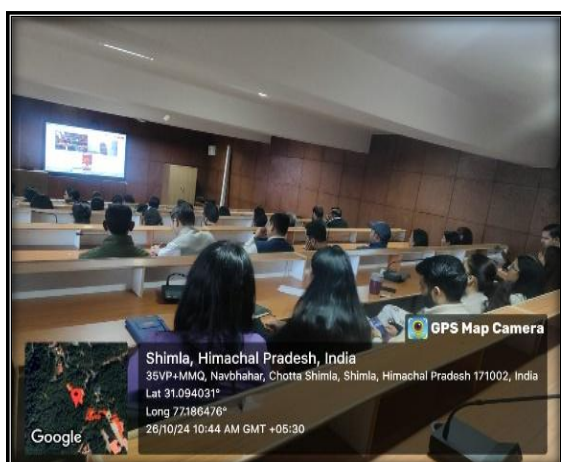 GPS Map Camera
Shimla, Himachal Pradesh, India
35VP+MMQ, Navbhahar, Chotta Shimla, Shimla, Himachal Pradesh 171002, India
Lat 31.094031°
Long 77.186476°
26/10/24 10:44 AM GMT +05:30
Google